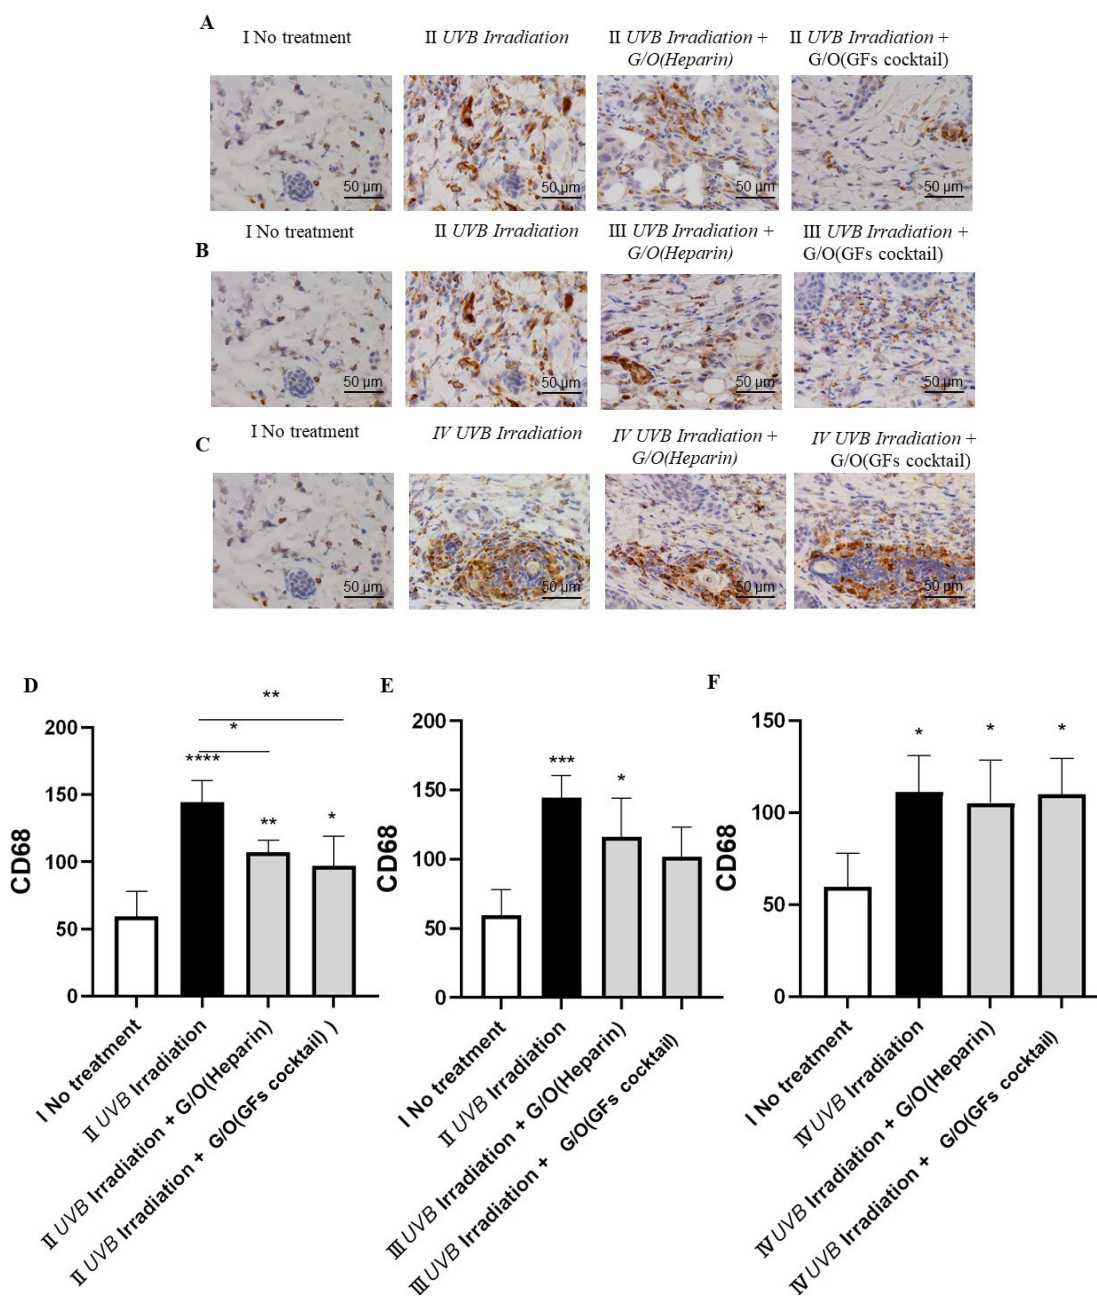 A
I No treatment
II UVB Irradiation
II UVB Irradiation +
G/O(Heparin)
II UVB Irradiation +
G/O(GFs cocktail)
50 µm
50 µm
50 µm
50 µm
B
I No treatment
II UVB Irradiation
III UVB Irradiation +
G/O(Heparin)
III UVB Irradiation +
G/O(GFs cocktail)
50 µm
50 µm
50 µm
50 µm
C
I No treatment
IV UVB Irradiation
IV UVB Irradiation +
G/O(Heparin)
IV UVB Irradiation +
G/O(GFs cocktail)
50 µm
50 µm
50 µm
50 µm
D
**
*
****
**
*
200
150
100
50
0
CD68
I No treatment
II UVB Irradiation
II UVB Irradiation + G/O(Heparin)
II UVB Irradiation + G/O(GFs cocktail) )
E
***
*
200
150
100
50
0
CD68
I No treatment
II UVB Irradiation
III UVB Irradiation + G/O(Heparin)
III UVB Irradiation + G/O(GFs cocktail)
F
*
*
*
150
100
50
0
CD68
I No treatment
IV UVB Irradiation
IV UVB Irradiation + G/O(Heparin)
IV UVB Irradiation + G/O(GFs cocktail)